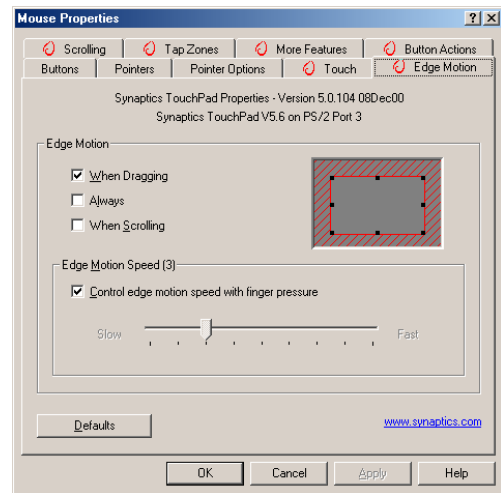 Mouse Properties
Scrolling Tap Zones More Features Button Actions
Buttons Pointers Pointer Options Touch Edge Motion
Synaptics TouchPad Properties - Version 5.0.104 08Dec00
Synaptics TouchPad V5.6 on PS/2 Port 3
Edge Motion
When Dragging
Always
When Scrolling
Edge Motion Speed (3)
Control edge motion speed with finger pressure
Slow Fast
Defaults www.synaptics.com
OK Cancel Apply Help